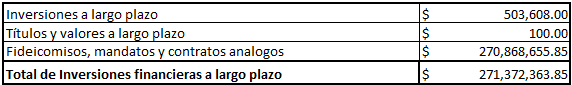 Inversiones a largo plazo $ 503,608.00
Títulos y valores a largo plazo $ 100.00
Fideicomisos, mandatos y contratos analogos $ 270,868,655.85
Total de Inversiones financieras a largo plazo $ 271,372,363.85